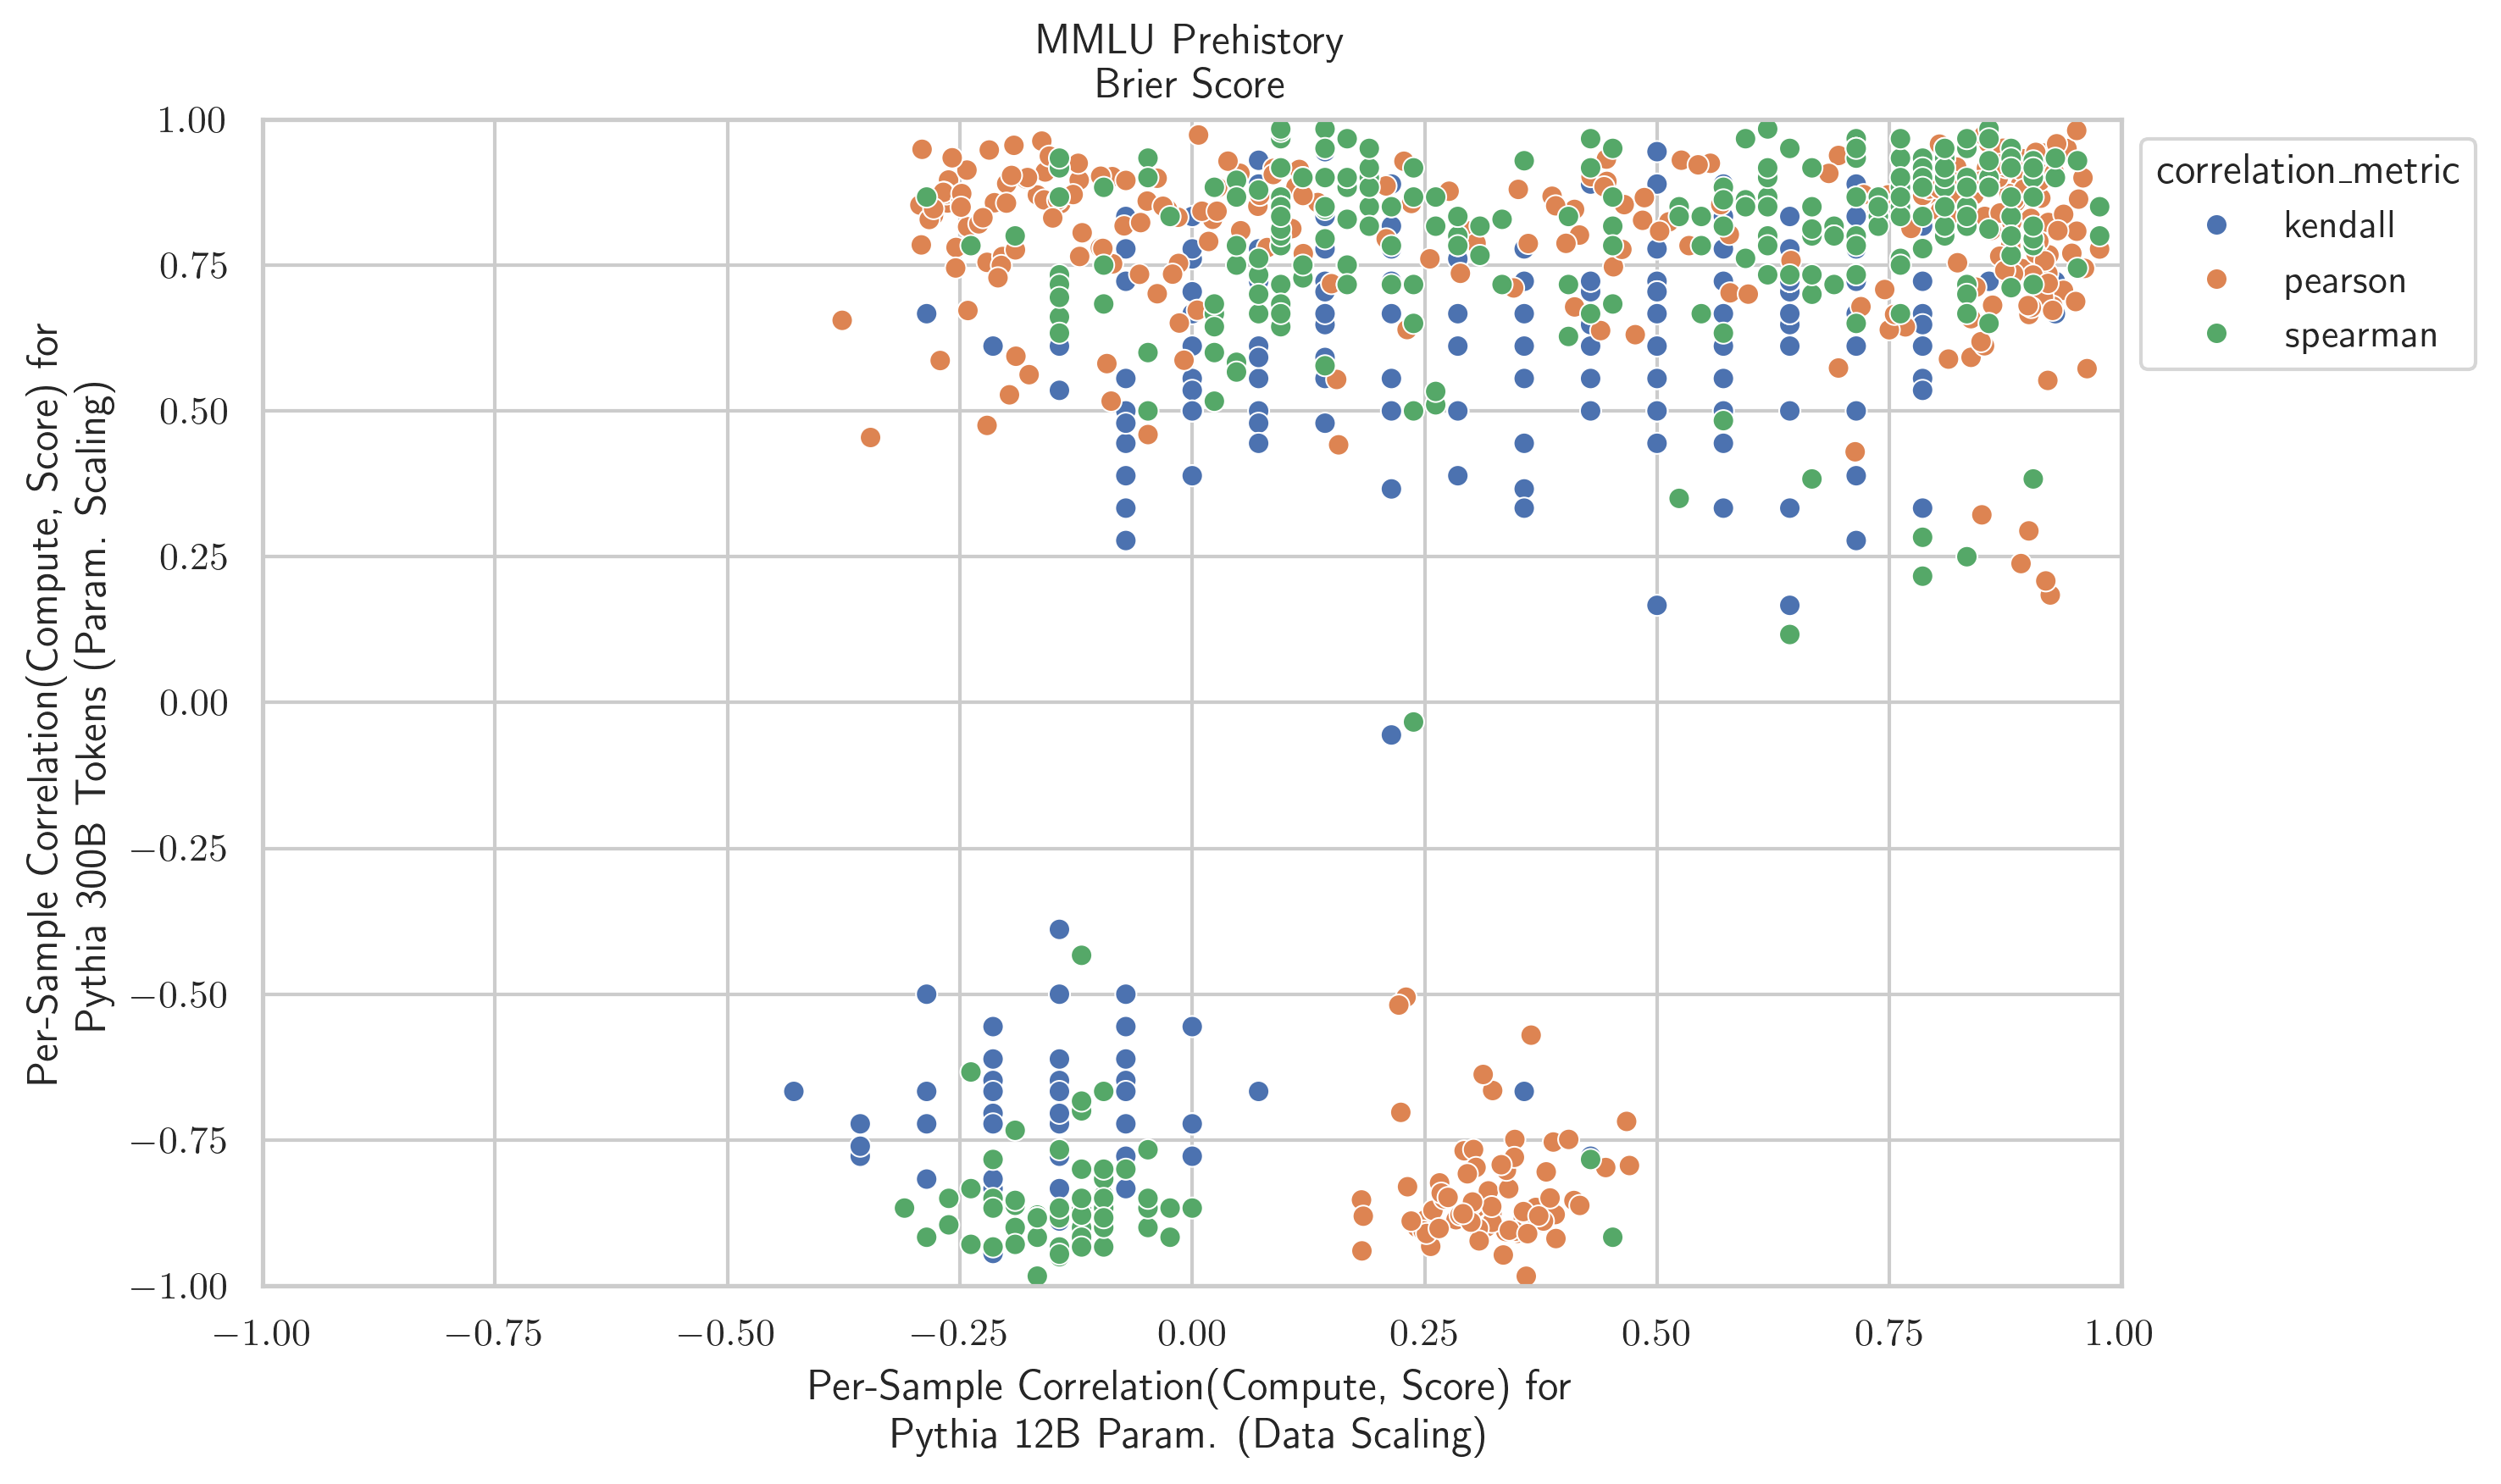 MMLU Prehistory
Brier Score
Per-Sample Correlation(Compute, Score) for
Pythia 300B Tokens (Param. Scaling)
1.00
0.75
0.50
0.25
0.00
−0.25
−0.50
−0.75
−1.00
−1.00
−0.75
−0.50
−0.25
0.00
0.25
0.50
0.75
1.00
Per-Sample Correlation(Compute, Score) for
Pythia 12B Param. (Data Scaling)
correlation_metric
kendall
pearson
spearman